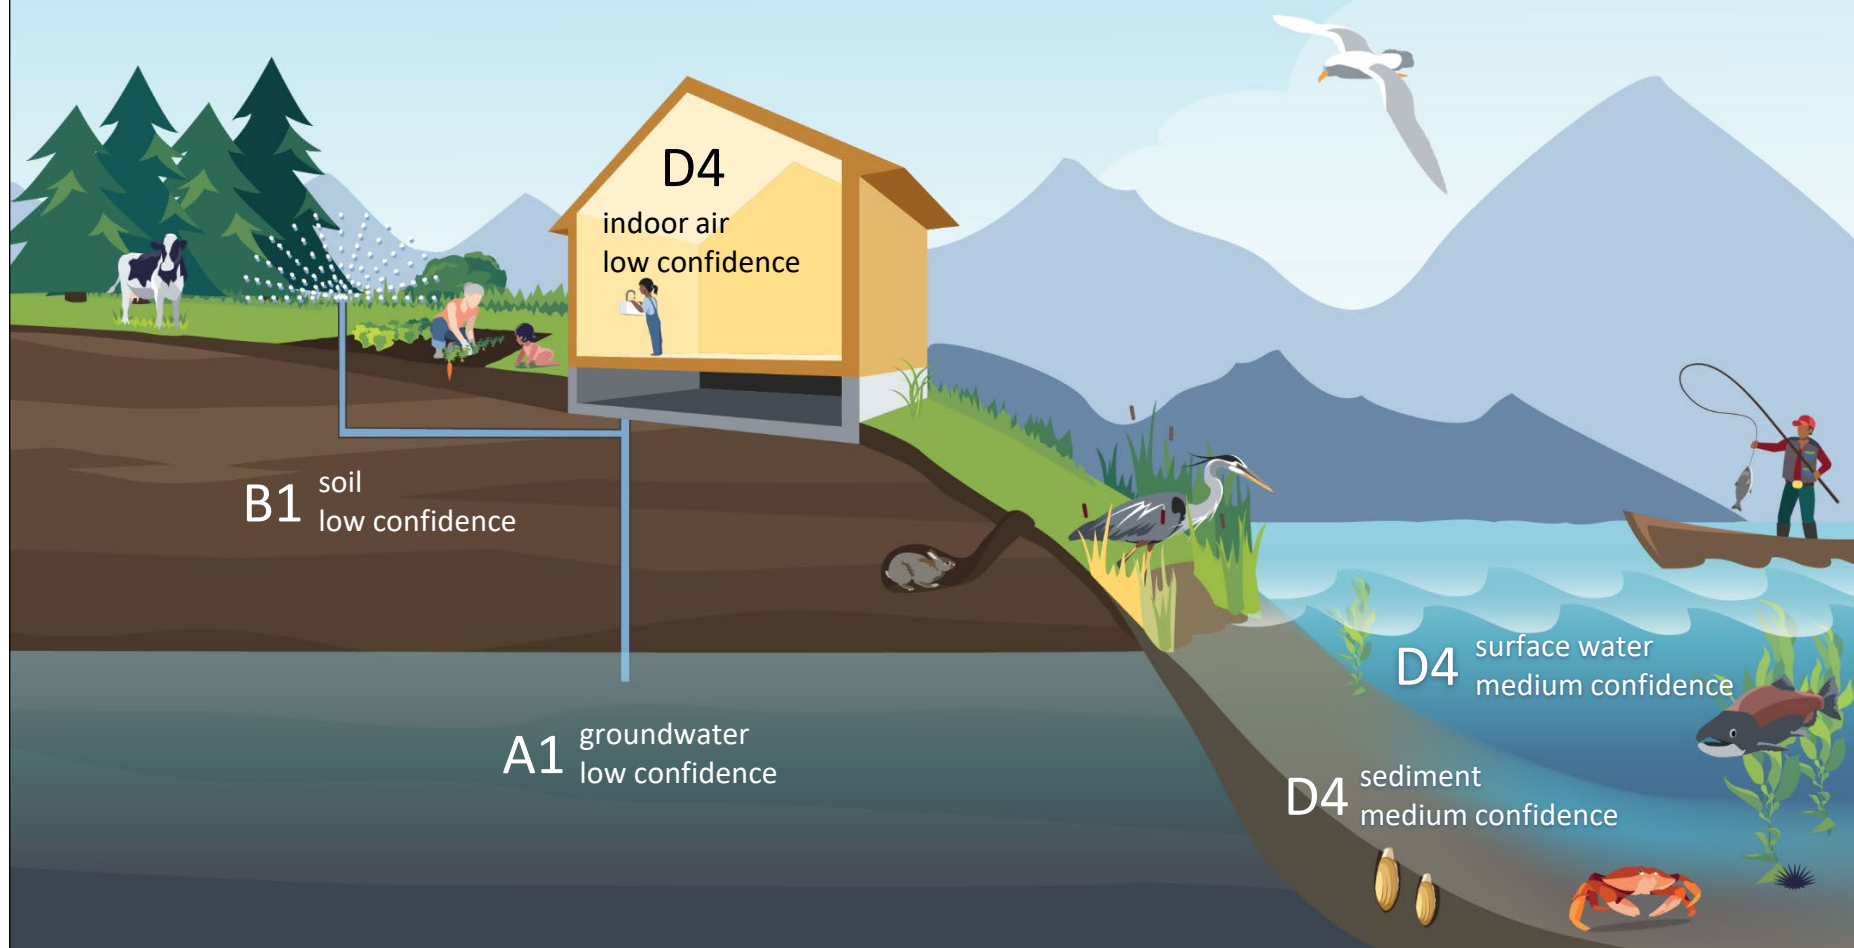 D4
indoor air
low confidence
B1
soil
low confidence
A1
groundwater
low confidence
D4
surface water
medium confidence
D4
sediment
medium confidence